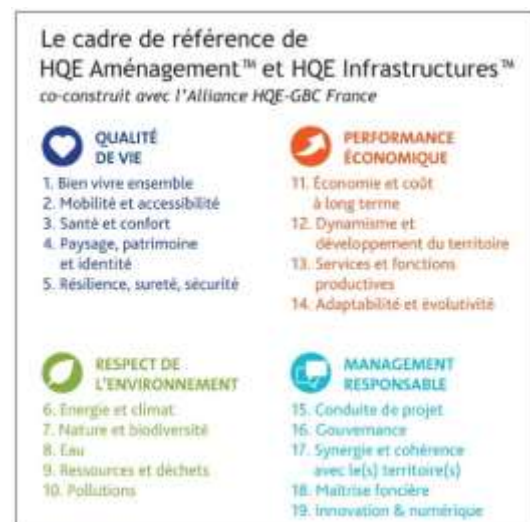 Le cadre de référence de
HQE Aménagement™ et HQE Infrastructures™
co-construit avec l'Alliance HQE-GBC France
QUALITÉ
DE VIE
1. Bien vivre ensemble
2. Mobilité et accessibilité
3. Santé et confort
4. Paysage, patrimoine
et identité
5. Résilience, sureté, sécurité
PERFORMANCE
ÉCONOMIQUE
11. Économie et coût
à long terme
12. Dynamisme et
développement du territoire
13. Services et fonctions
productives
14. Adaptabilité et évolutivité
RESPECT DE
L'ENVIRONNEMENT
6. Énergie et climat
7. Nature et biodiversité
8. Eau
9. Ressources et déchets
10. Pollutions
MANAGEMENT
RESPONSABLE
15. Conduite de projet
16. Gouvernance
17. Synergie et cohérence
avec le(s) territoire(s)
18. Maîtrise foncière
19. Innovation & numérique